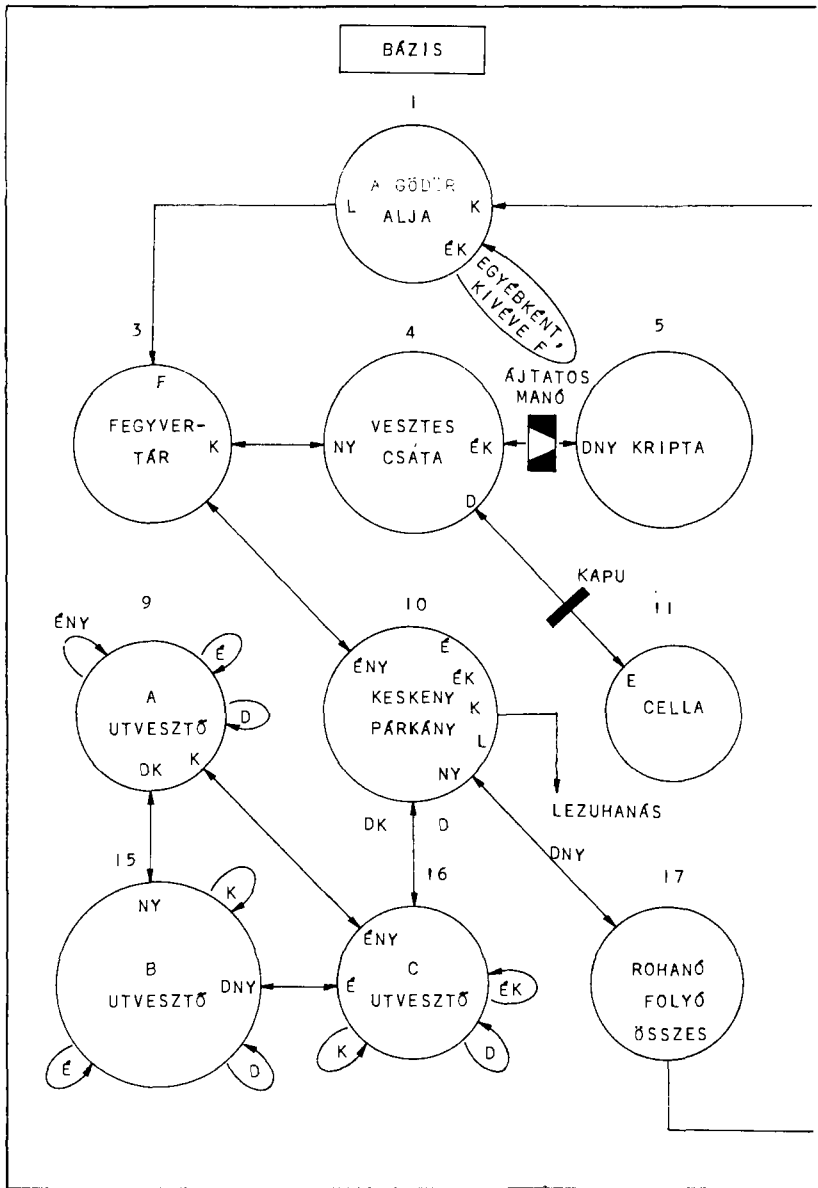 BÁZIS
1
A GÖDÜR
ALJA
L
K
ÉK
EGYÉBKÉNT,
KIVÉVE F
3
F
FEGYVER-
TÁR
K
4
VESZTES
CSÁTA
NY
ÉK
D
ÁJTATOS
MANÓ
5
DNY KRIPTA
KAPU
9
ÉNY
É
A
UTVESZTŐ
D
DK
K
10
É
ÉNY
ÉK
KESKENY
K
PÁRKÁNY
L
NY
DK
D
LEZUHANÁS
11
E
CELLA
DNY
15
NY
K
B
UTVESZTŐ
DNY
É
D
16
ÉNY
C
É
UTVESZTŐ
ÉK
K
D
17
ROHANÓ
FOLYÓ
ÖSSZES